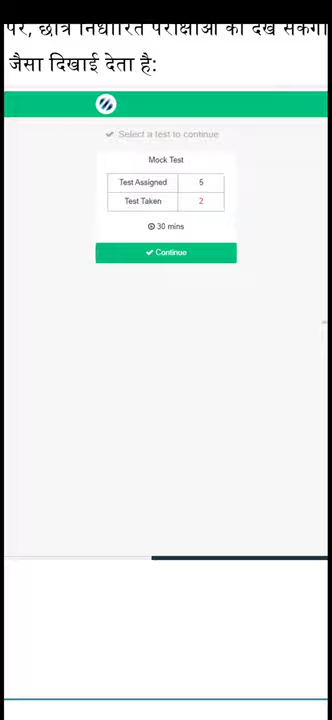 पर, छात्र निर्धारित परीक्षाओं को देख सकेंगे
जैसा दिखाई देता है:
Select a test to continue
Mock Test
Test Assigned 5
Test Taken 2
30 mins
Continue